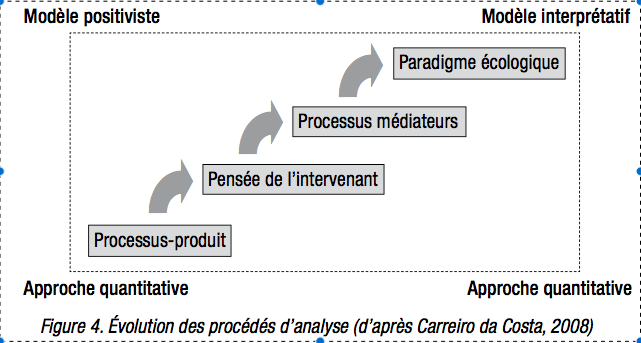 Modèle positiviste
Modèle interprétatif
Paradigme écologique
Processus médiateurs
Pensée de l'intervenant
Processus-produit
Approche quantitative
Approche quantitative
Figure 4. Évolution des procédés d'analyse (d'après Carreiro da Costa, 2008)